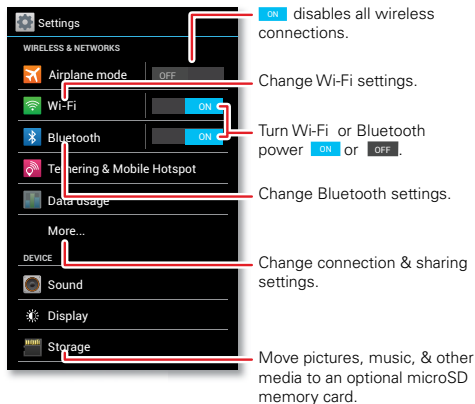 Settings
WIRELESS & NETWORKS
Airplane mode OFF
Wi-Fi ON
Bluetooth ON
Tethering & Mobile Hotspot
Data usage
More...
DEVICE
Sound
Display
Storage
ON disables all wireless
connections.
Change Wi-Fi settings.
Turn Wi-Fi or Bluetooth
power ON or OFF.
Change Bluetooth settings.
Change connection & sharing
settings.
Move pictures, music, & other
media to an optional microSD
memory card.